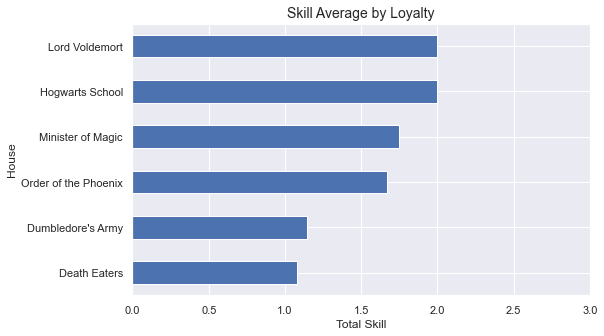 Skill Average by Loyalty
Lord Voldemort
Hogwarts School
Minister of Magic
Order of the Phoenix
Dumbledore's Army
Death Eaters
House
0.0 0.5 1.0 1.5 2.0 2.5 3.0
Total Skill